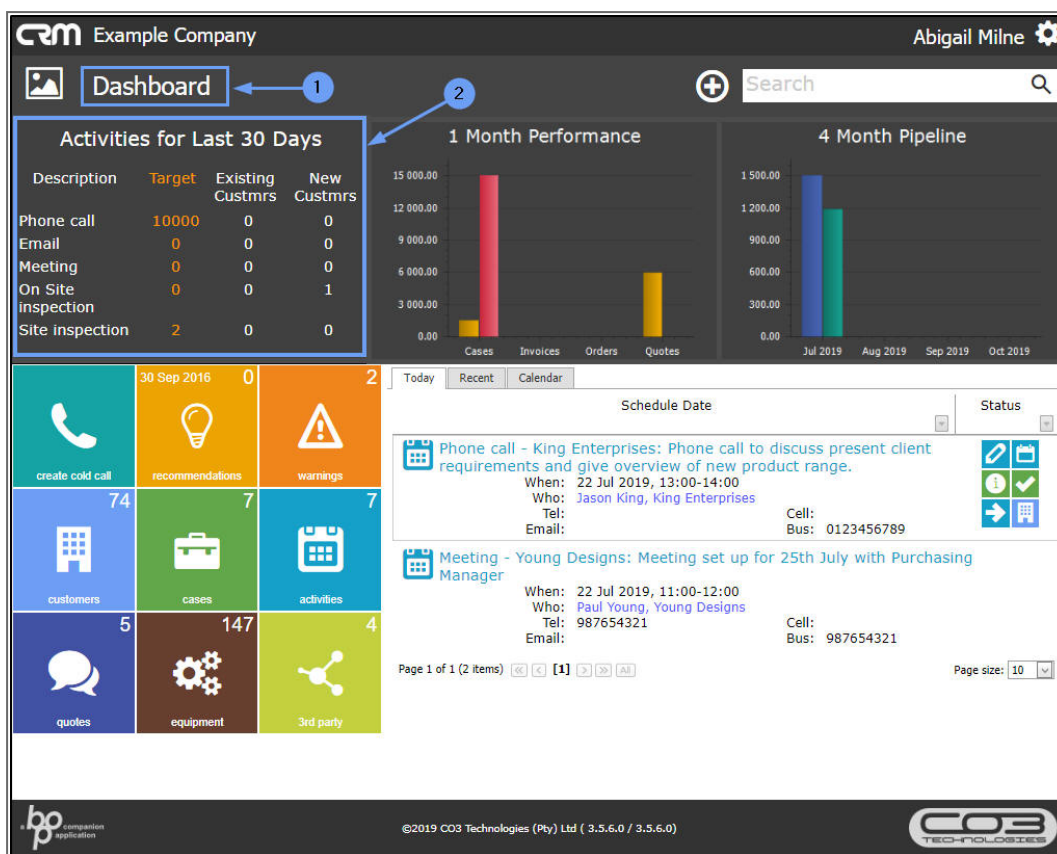 CRM Example Company
Abigail Milne
Dashboard
1
2
Search
Activities for Last 30 Days
Description Target Existing Custmrs New Custmrs
Phone call 10000 0 0
Email 0 0 0
Meeting 0 0 0
On Site inspection 0 0 1
Site inspection 2 0 0
1 Month Performance
15 000.00
12 000.00
9 000.00
6 000.00
3 000.00
0.00
Cases Invoices Orders Quotes
4 Month Pipeline
1 500.00
1 200.00
900.00
600.00
300.00
0.00
Jul 2019 Aug 2019 Sep 2019 Oct 2019
create cold call
30 Sep 2016 0
recommendations
2
warnings
74
customers
7
cases
7
activities
5
quotes
147
equipment
4
3rd party
Today Recent Calendar
Schedule Date Status
Phone call - King Enterprises: Phone call to discuss present client
requirements and give overview of new product range.
When: 22 Jul 2019, 13:00-14:00
Who: Jason King, King Enterprises
Tel: Cell:
Email: Bus: 0123456789
Meeting - Young Designs: Meeting set up for 25th July with Purchasing
Manager
When: 22 Jul 2019, 11:00-12:00
Who: Paul Young, Young Designs
Tel: 987654321 Cell:
Email: Bus: 987654321
Page 1 of 1 (2 items) [1] All Page size: 10
a bpo companion
application
©2019 CO3 Technologies (Pty) Ltd ( 3.5.6.0 / 3.5.6.0)
CO3
TECHNOLOGIES